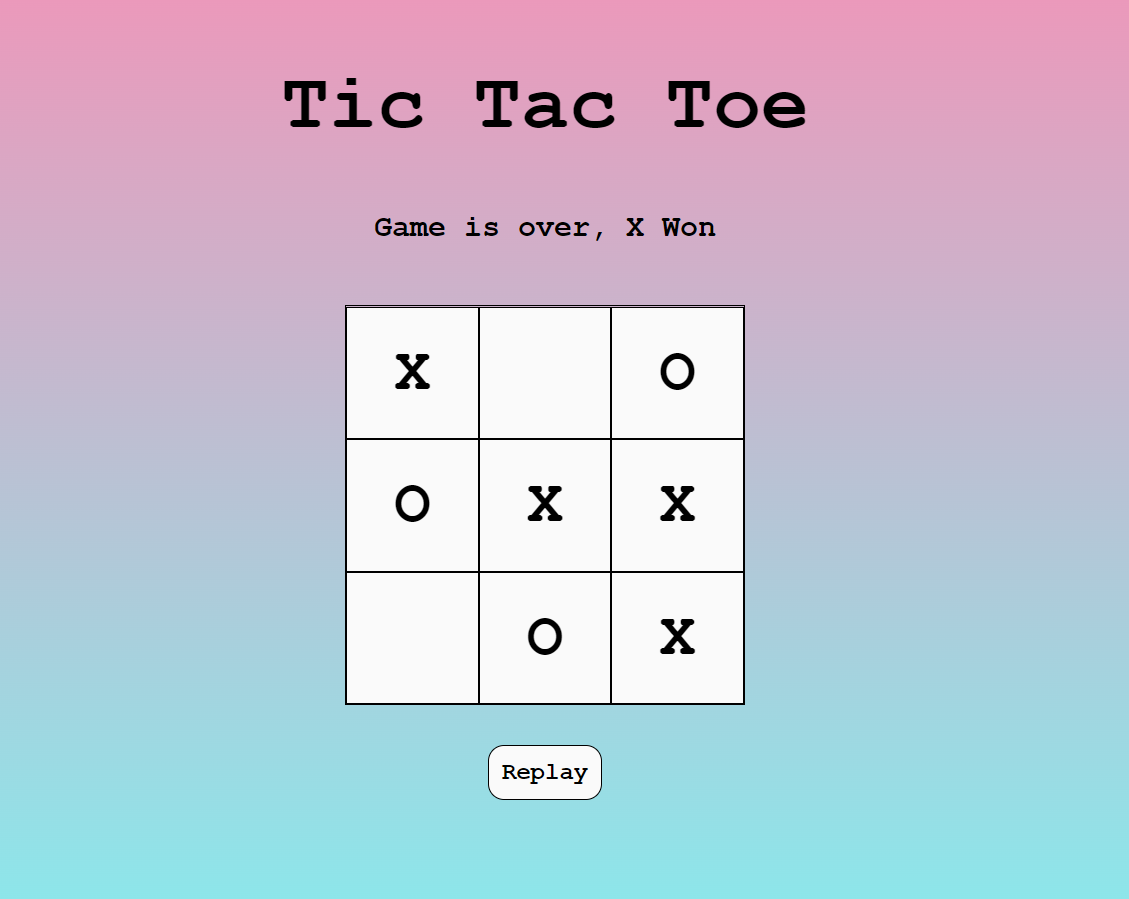 Tic Tac Toe
Game is over, X Won
X O
O X X
O X
Replay